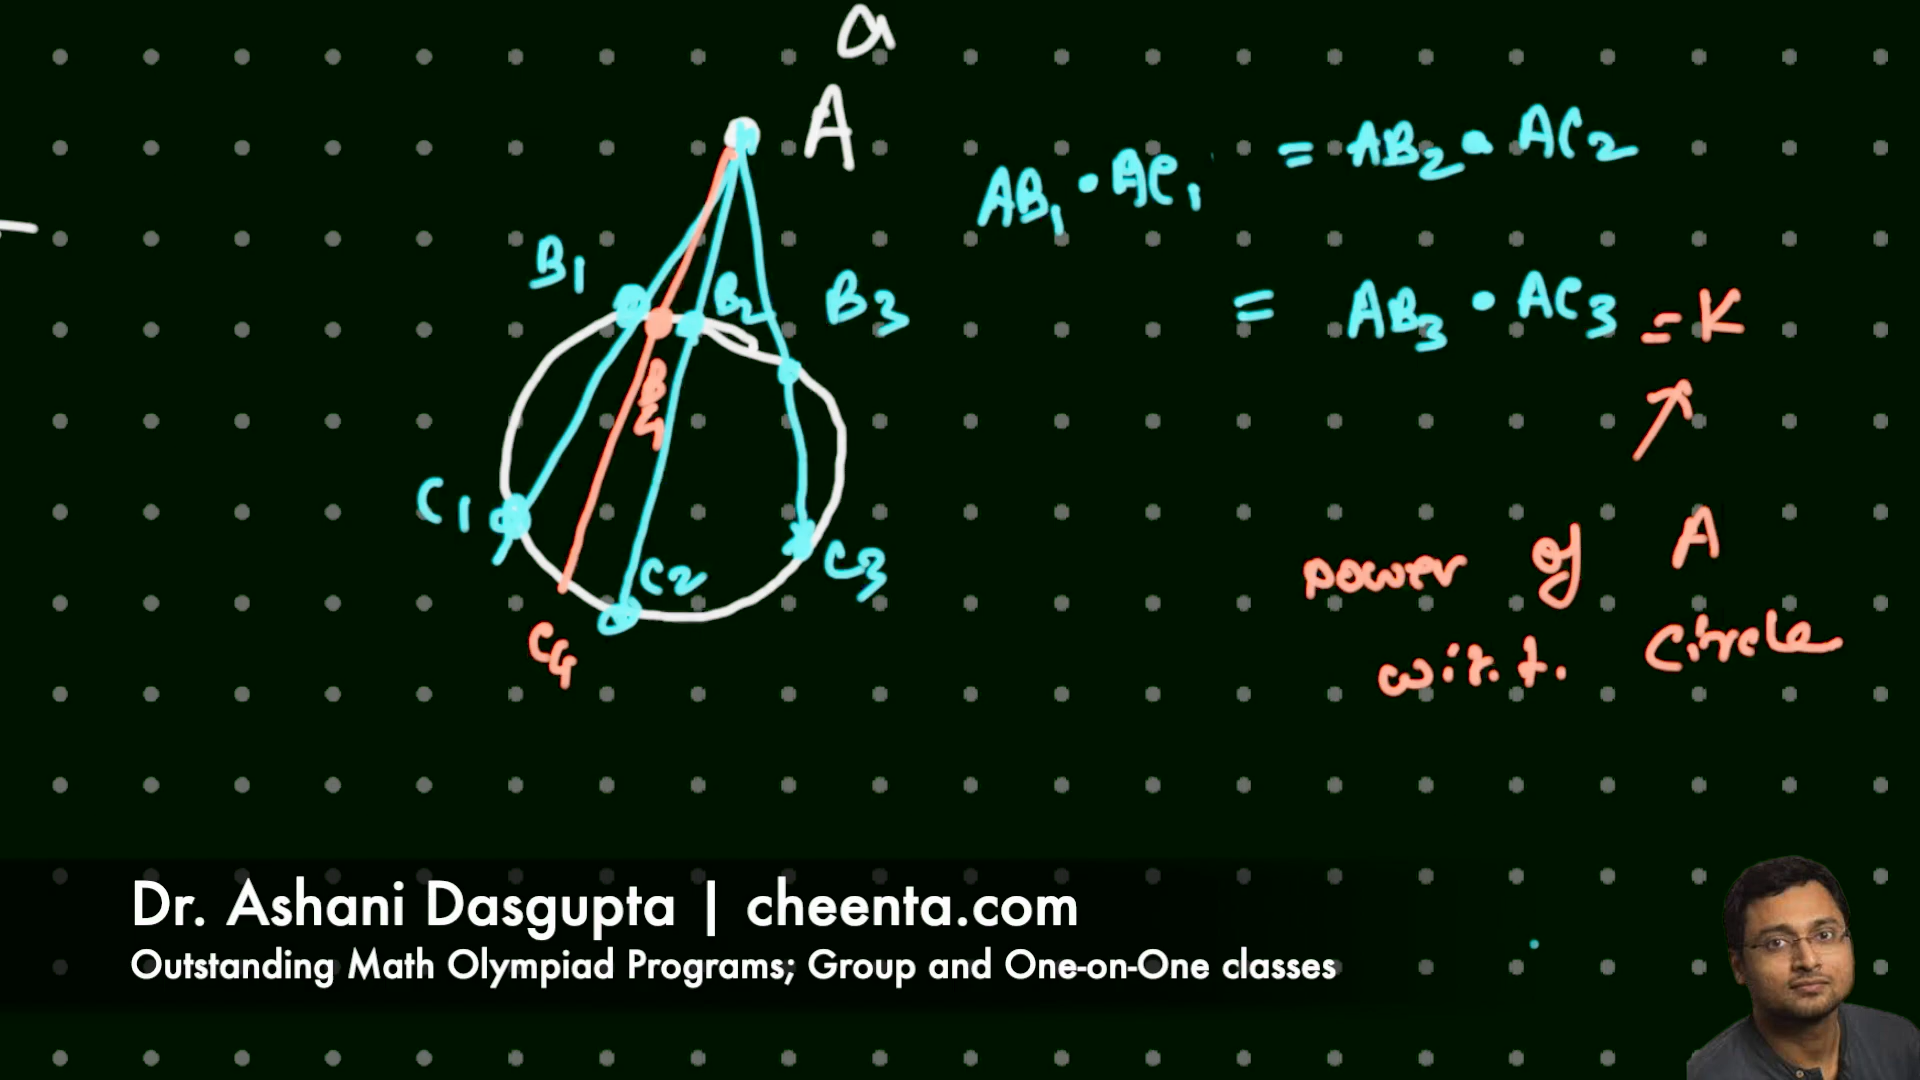 a
A
AB₁ • AC₁ = AB₂ • AC₂
B₁ B₂ B₃
= AB₃ • AC₃ = K
B₄
C₁ C₂ C₃
power of A
w.r.t. Circle
C₄
Dr. Ashani Dasgupta | cheenta.com
Outstanding Math Olympiad Programs; Group and One-on-One classes